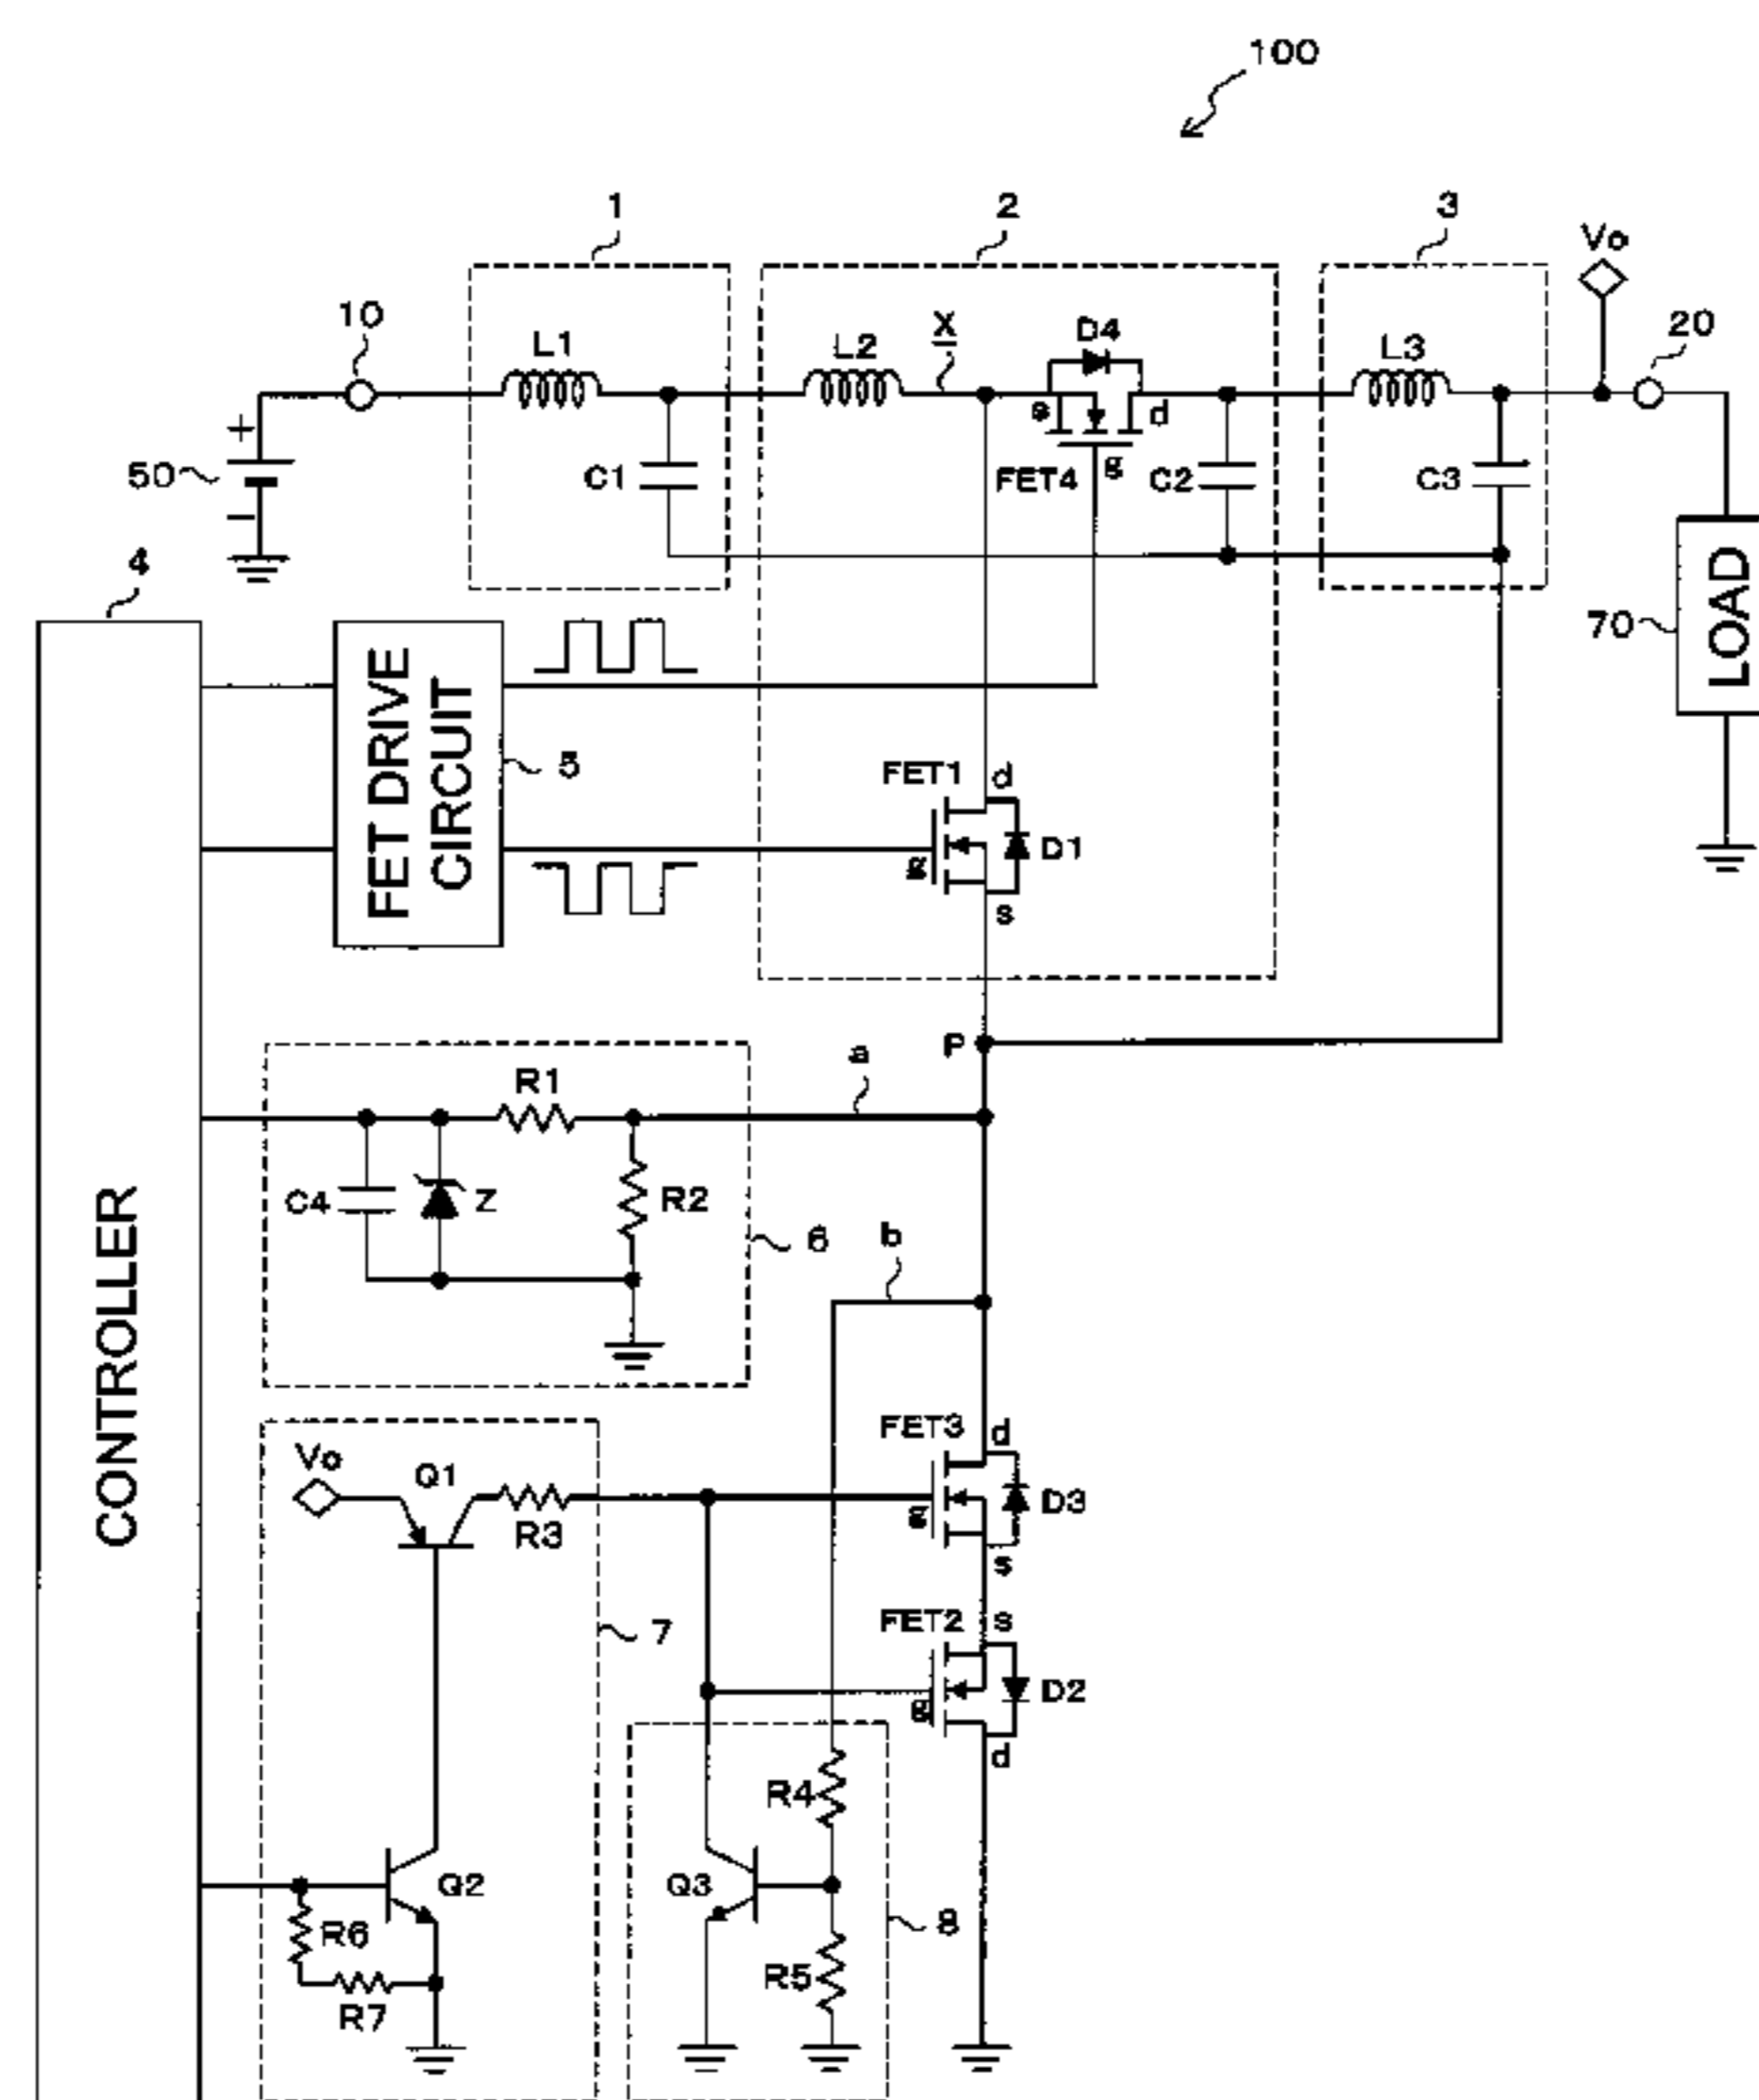 100
1
2
3
Vo
10
L1
L2
X
D4
L3
20
s
d
+
50
−
C1
FET4
g
C2
C3
4
LOAD
70
FET DRIVE
CIRCUIT
5
FET1
d
D1
g
s
P
a
R1
C4
Z
R2
6
b
CONTROLLER
FET3
d
Vo
Q1
R3
g
D3
s
FET2
s
7
D2
g
d
R4
Q2
Q3
8
R6
R5
R7